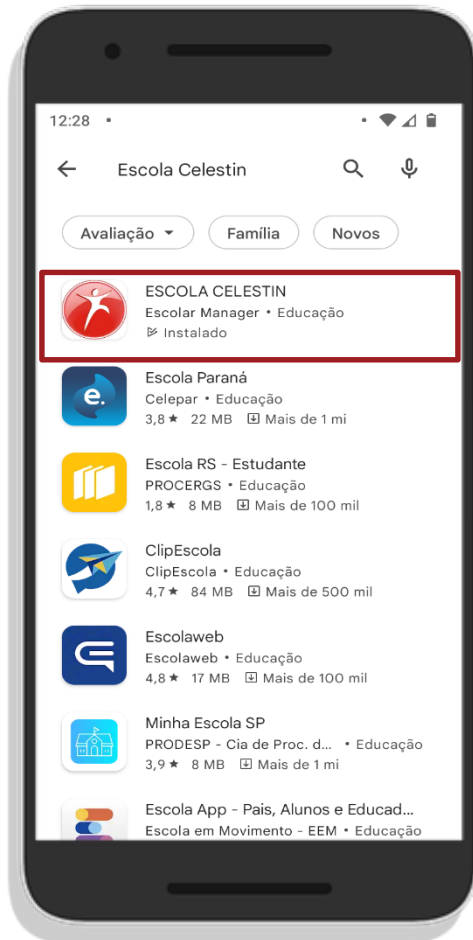 12:28
Escola Celestin
Avaliação Família Novos
ESCOLA CELESTIN
Escolar Manager • Educação
Instalado
e.
Escola Paraná
Celepar • Educação
3,8★ 22 MB Mais de 1 mi
Escola RS - Estudante
PROCERGS • Educação
1,8★ 8 MB Mais de 100 mil
ClipEscola
ClipEscola • Educação
4,7★ 84 MB Mais de 500 mil
Escolaweb
Escolaweb • Educação
4,8★ 17 MB Mais de 100 mil
Minha Escola SP
PRODESP - Cia de Proc. d... • Educação
3,9★ 8 MB Mais de 1 mi
Escola App - Pais, Alunos e Educad...
Escola em Movimento - EEM • Educação